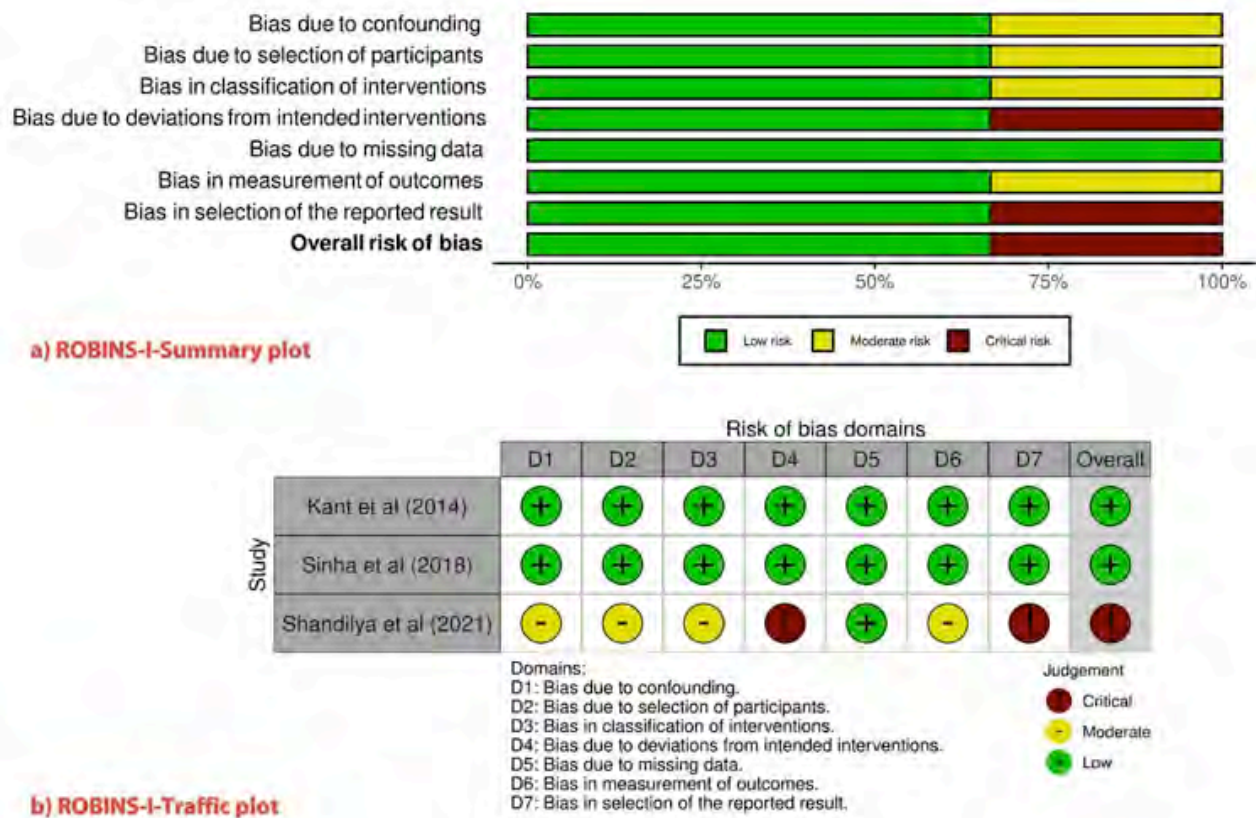 Bias due to confounding
Bias due to selection of participants
Bias in classification of interventions
Bias due to deviations from intended interventions
Bias due to missing data
Bias in measurement of outcomes
Bias in selection of the reported result
Overall risk of bias
0% 25% 50% 75% 100%
Low risk Moderate risk Critical risk
a) ROBINS-I-Summary plot
Risk of bias domains
D1 D2 D3 D4 D5 D6 D7 Overall
Study
Kant et al (2014) + + + + + + + +
Sinha et al (2018) + + + + + + + +
Shandilya et al (2021) - - - ! + - ! !
Domains:
D1: Bias due to confounding.
D2: Bias due to selection of participants.
D3: Bias in classification of interventions.
D4: Bias due to deviations from intended interventions.
D5: Bias due to missing data.
D6: Bias in measurement of outcomes.
D7: Bias in selection of the reported result.
Judgement
! Critical
- Moderate
+ Low
b) ROBINS-I-Traffic plot